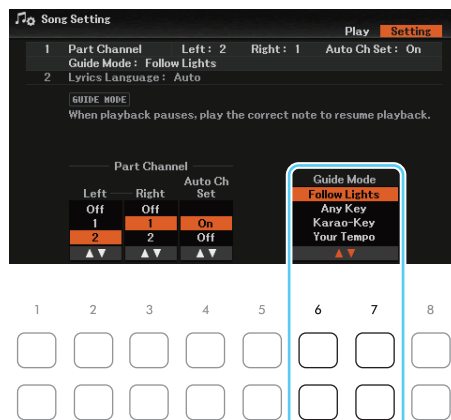 Song Setting
Play Setting
1 Part Channel Left : 2 Right : 1 Auto Ch Set : On
Guide Mode : Follow Lights
2 Lyrics Language : Auto
GUIDE MODE
When playback pauses, play the correct note to resume playback.
Part Channel
Left Right Auto Ch Set
Guide Mode
Off Off Follow Lights
1 1 On Any Key
2 2 Off Karao-Key
Your Tempo
▲▼ ▲▼ ▲▼ ▲▼
1 2 3 4 5 6 7 8